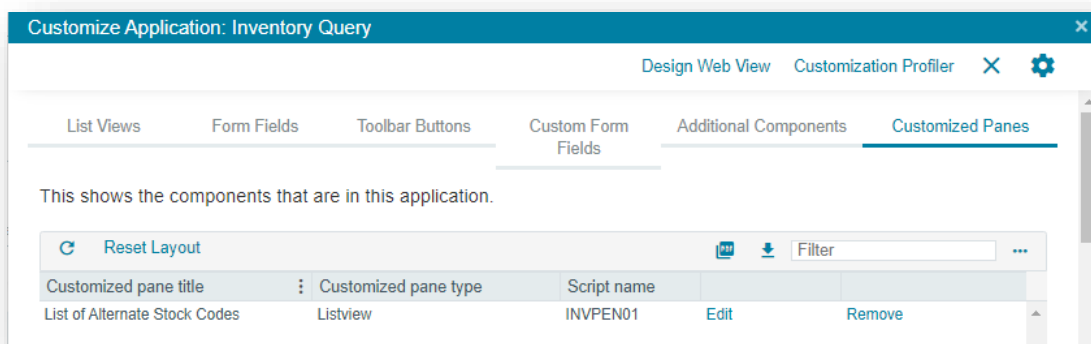 Customize Application: Inventory Query
Design Web View Customization Profiler
List Views Form Fields Toolbar Buttons Custom Form Fields Additional Components Customized Panes
This shows the components that are in this application.
Reset Layout PDF Filter
Customized pane title Customized pane type Script name
List of Alternate Stock Codes Listview INVPEN01 Edit Remove